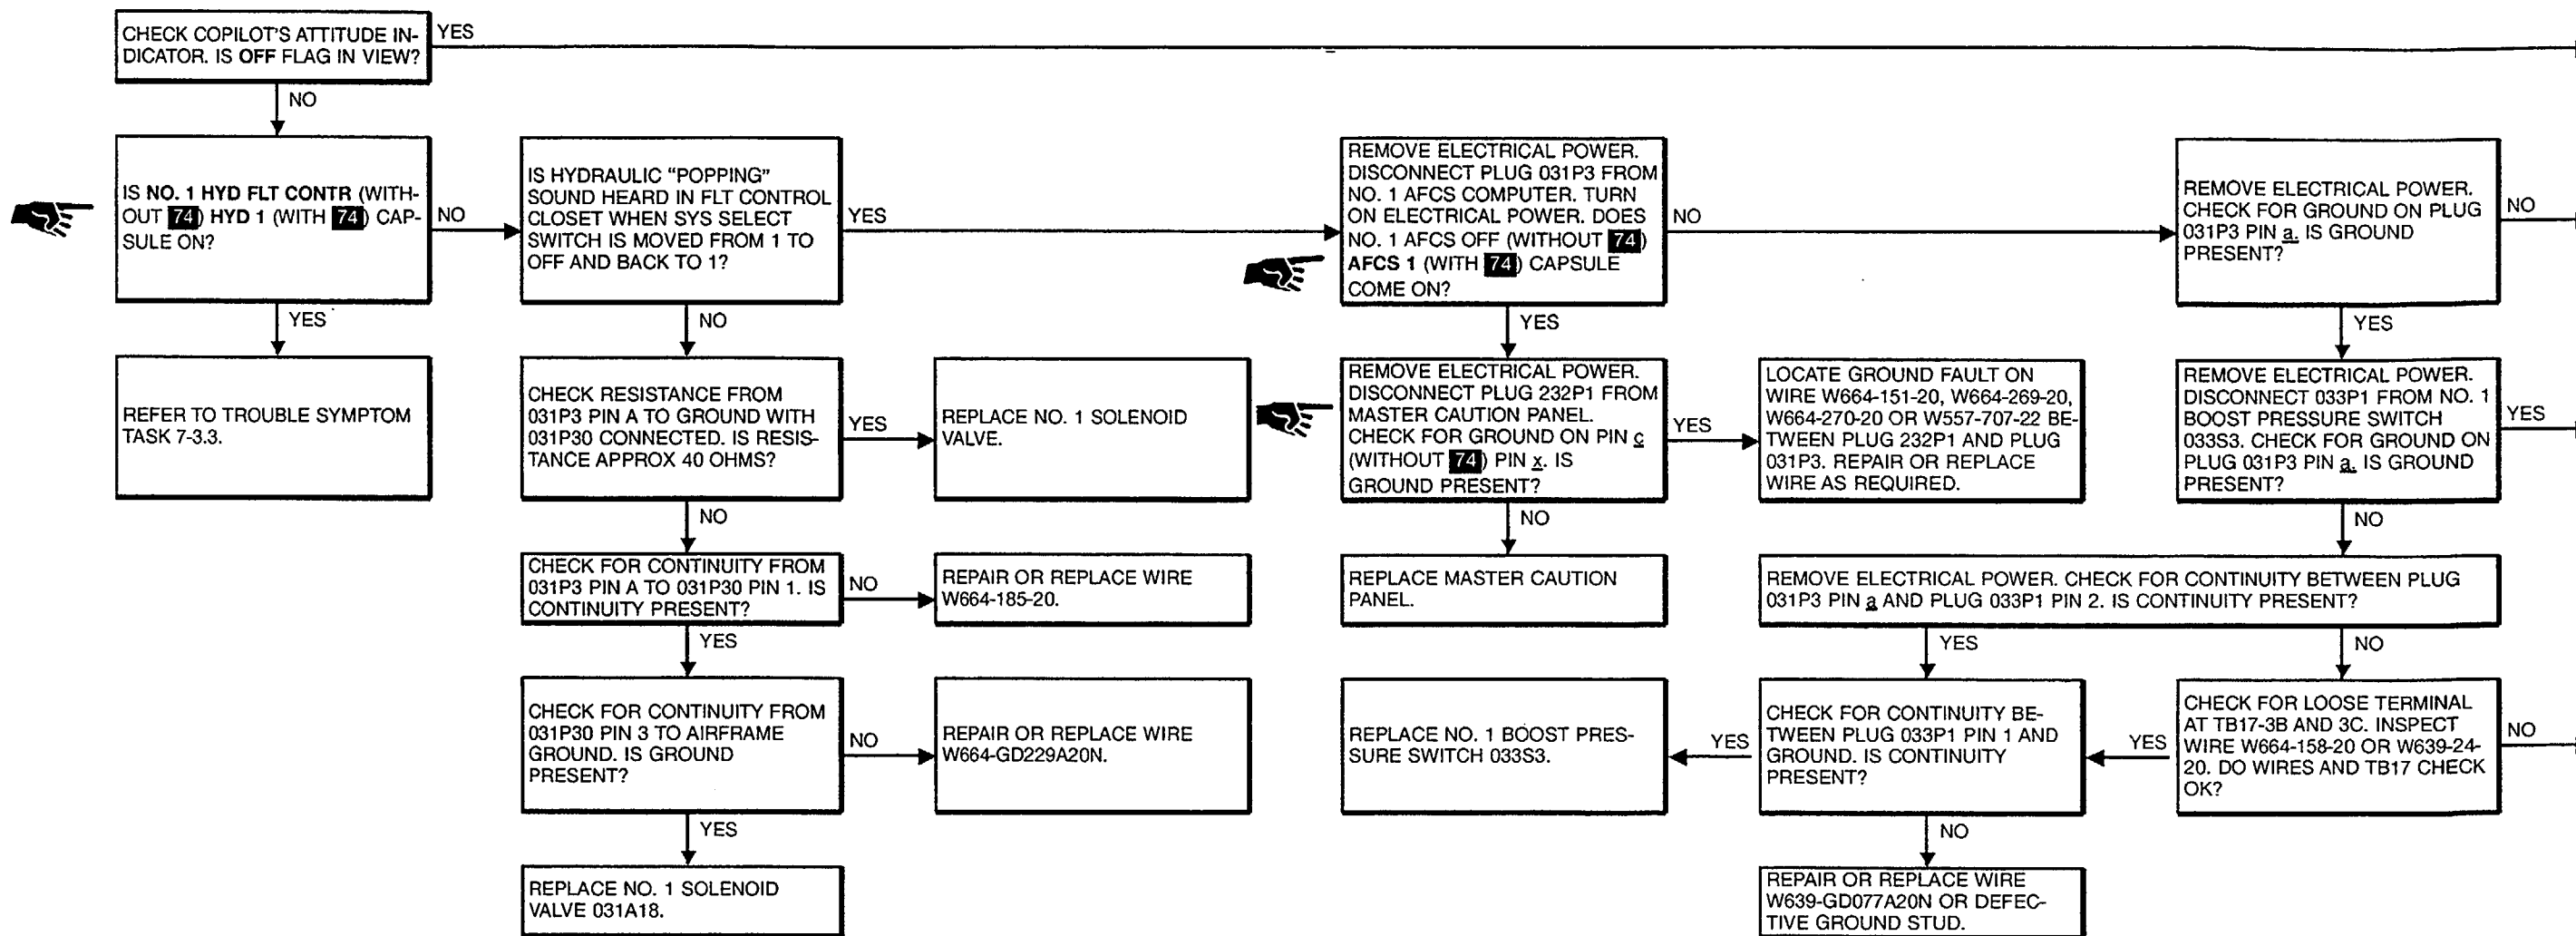 CHECK COPILOT'S ATTITUDE IN-
DICATOR. IS OFF FLAG IN VIEW?
YES
NO
IS NO. 1 HYD FLT CONTR (WITH-
OUT 74) HYD 1 (WITH 74) CAP-
SULE ON?
NO
YES
REFER TO TROUBLE SYMPTOM
TASK 7-3.3.
IS HYDRAULIC “POPPING”
SOUND HEARD IN FLT CONTROL
CLOSET WHEN SYS SELECT
SWITCH IS MOVED FROM 1 TO
OFF AND BACK TO 1?
YES
NO
CHECK RESISTANCE FROM
031P3 PIN A TO GROUND WITH
031P30 CONNECTED. IS RESIS-
TANCE APPROX 40 OHMS?
YES
REPLACE NO. 1 SOLENOID
VALVE.
NO
CHECK FOR CONTINUITY FROM
031P3 PIN A TO 031P30 PIN 1. IS
CONTINUITY PRESENT?
NO
REPAIR OR REPLACE WIRE
W664-185-20.
YES
CHECK FOR CONTINUITY FROM
031P30 PIN 3 TO AIRFRAME
GROUND. IS GROUND
PRESENT?
NO
REPAIR OR REPLACE WIRE
W664-GD229A20N.
YES
REPLACE NO. 1 SOLENOID
VALVE 031A18.
REMOVE ELECTRICAL POWER.
DISCONNECT PLUG 031P3 FROM
NO. 1 AFCS COMPUTER. TURN
ON ELECTRICAL POWER. DOES
NO. 1 AFCS OFF (WITHOUT 74)
AFCS 1 (WITH 74) CAPSULE
COME ON?
NO
YES
REMOVE ELECTRICAL POWER.
DISCONNECT PLUG 232P1 FROM
MASTER CAUTION PANEL.
CHECK FOR GROUND ON PIN c
(WITHOUT 74) PIN x. IS
GROUND PRESENT?
YES
LOCATE GROUND FAULT ON
WIRE W664-151-20, W664-269-20,
W664-270-20 OR W557-707-22 BE-
TWEEN PLUG 232P1 AND PLUG
031P3. REPAIR OR REPLACE
WIRE AS REQUIRED.
NO
REPLACE MASTER CAUTION
PANEL.
REMOVE ELECTRICAL POWER.
CHECK FOR GROUND ON PLUG
031P3 PIN a. IS GROUND
PRESENT?
NO
YES
REMOVE ELECTRICAL POWER.
DISCONNECT 033P1 FROM NO. 1
BOOST PRESSURE SWITCH
033S3. CHECK FOR GROUND ON
PLUG 031P3 PIN a. IS GROUND
PRESENT?
YES
NO
REMOVE ELECTRICAL POWER. CHECK FOR CONTINUITY BETWEEN PLUG
031P3 PIN a AND PLUG 033P1 PIN 2. IS CONTINUITY PRESENT?
YES
NO
CHECK FOR LOOSE TERMINAL
AT TB17-3B AND 3C. INSPECT
WIRE W664-158-20 OR W639-24-
20. DO WIRES AND TB17 CHECK
OK?
NO
YES
CHECK FOR CONTINUITY BE-
TWEEN PLUG 033P1 PIN 1 AND
GROUND. IS CONTINUITY
PRESENT?
YES
REPLACE NO. 1 BOOST PRES-
SURE SWITCH 033S3.
NO
REPAIR OR REPLACE WIRE
W639-GD077A20N OR DEFEC-
TIVE GROUND STUD.